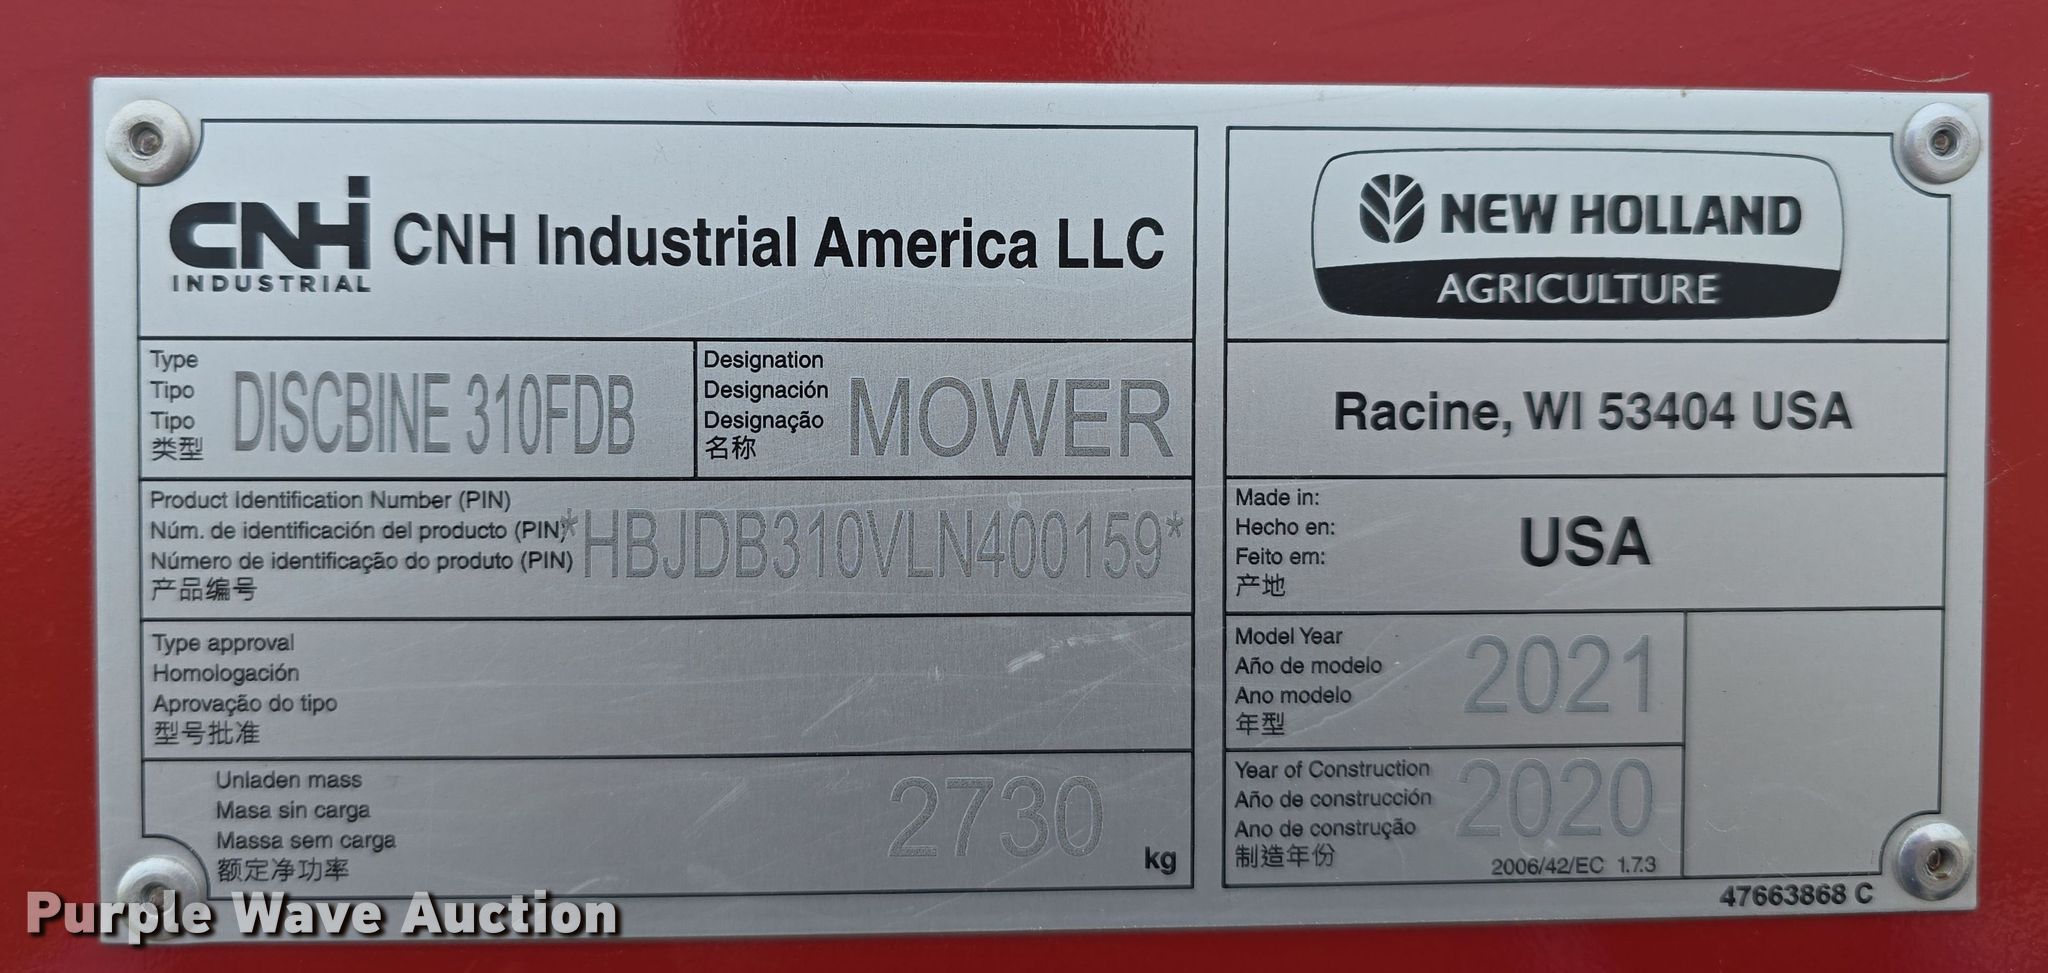 CNH
INDUSTRIAL
CNH Industrial America LLC
Type
Tipo
Tipo
类型
DISCBINE 310FDB
Designation
Designación
Designação
名称
MOWER
Product Identification Number (PIN)
Núm. de identificación del producto (PIN)
Número de identificação do produto (PIN)
产品编号
*HBJDB310VLN400159*
Type approval
Homologación
Aprovação do tipo
型号批准
Unladen mass
Masa sin carga
Massa sem carga
额定净功率
2730
kg
NEW HOLLAND
AGRICULTURE
Racine, WI 53404 USA
Made in:
Hecho en:
Feito em:
产地
USA
Model Year
Año de modelo
Ano modelo
年型
2021
Year of Construction
Año de construcción
Ano de construção
制造年份
2020
2006/42/EC 1.7.3
47663868 C
Purple Wave Auction